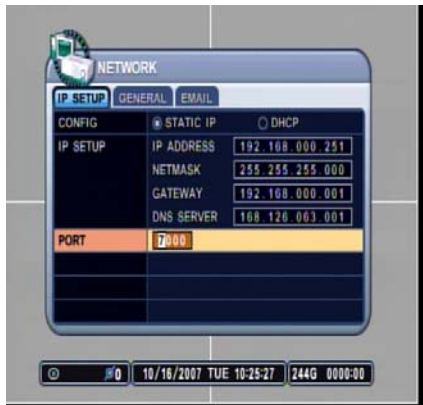 NETWORK
IP SETUP GENERAL EMAIL
CONFIG STATIC IP DHCP
IP SETUP IP ADDRESS 192.168.000.251
NETMASK 255.255.255.000
GATEWAY 192.168.000.001
DNS SERVER 168.126.063.001
PORT 7000
0 10/16/2007 TUE 10:25:27 244G 0000:00